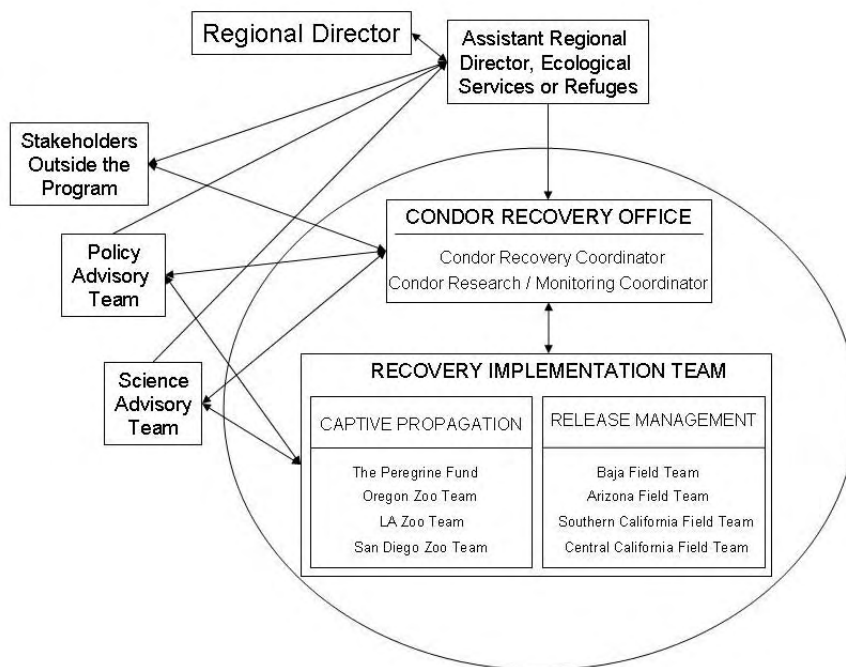 Regional Director
Assistant Regional
Director, Ecological
Services or Refuges
Stakeholders
Outside the
Program
Policy
Advisory
Team
Science
Advisory
Team
CONDOR RECOVERY OFFICE
Condor Recovery Coordinator
Condor Research / Monitoring Coordinator
RECOVERY IMPLEMENTATION TEAM
CAPTIVE PROPAGATION
The Peregrine Fund
Oregon Zoo Team
LA Zoo Team
San Diego Zoo Team
RELEASE MANAGEMENT
Baja Field Team
Arizona Field Team
Southern California Field Team
Central California Field Team